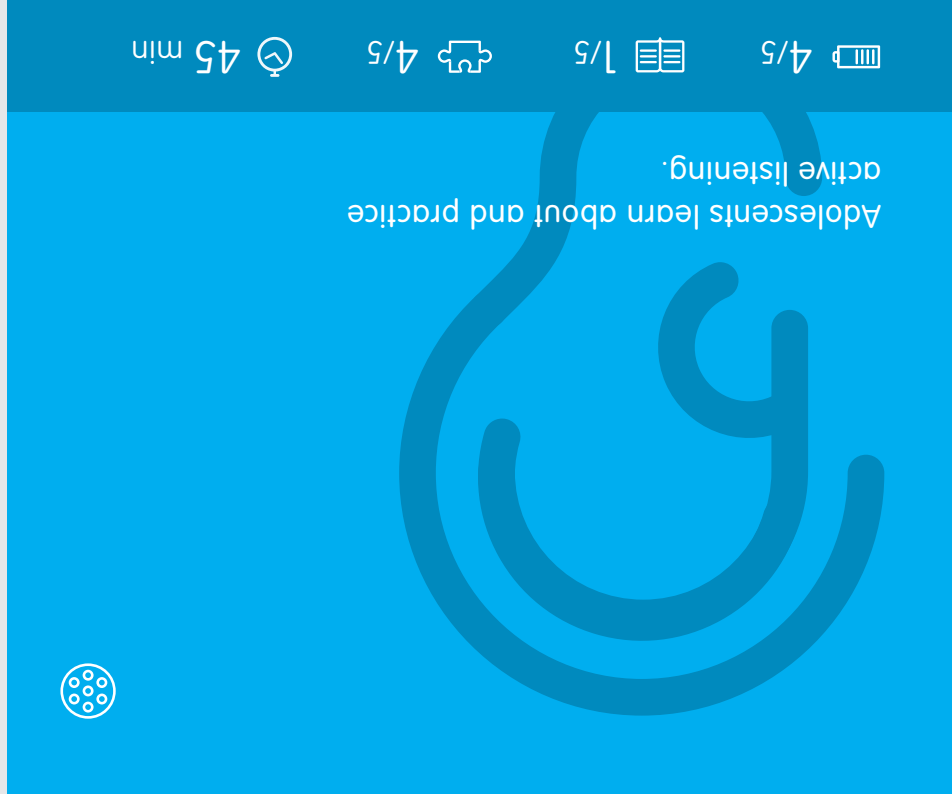 Adolescents learn about and practice
active listening.
4/5 1/5 4/5 45 min